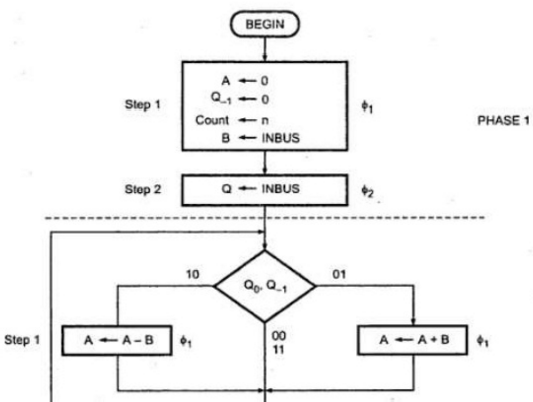 BEGIN
A ← 0
Q₋₁ ← 0
Step 1
ϕ₁
Count ← n
PHASE 1
B ← INBUS
Step 2
Q ← INBUS
ϕ₂
10
01
Q₀, Q₋₁
Step 1
A ← A – B
ϕ₁
00
11
A ← A + B
ϕ₁